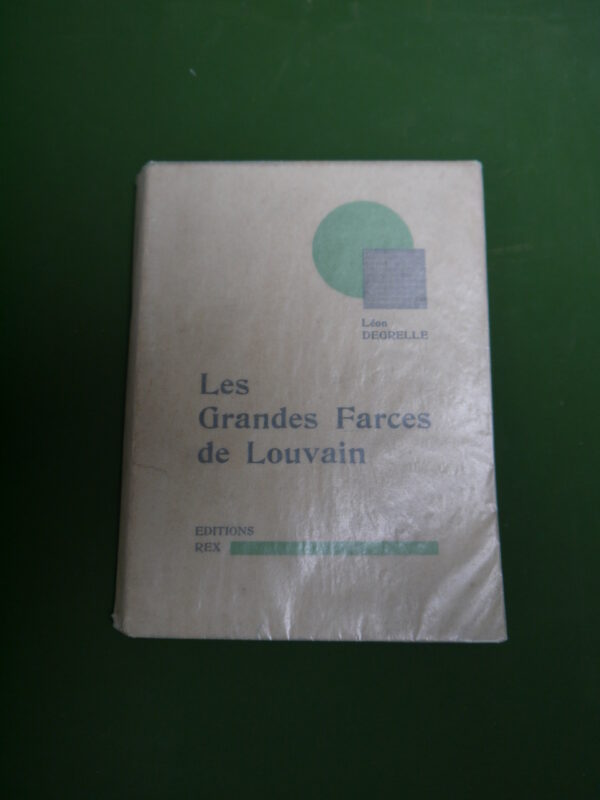 Léon
DEGRELLE
Les
Grandes Farces
de Louvain
EDITIONS
REX